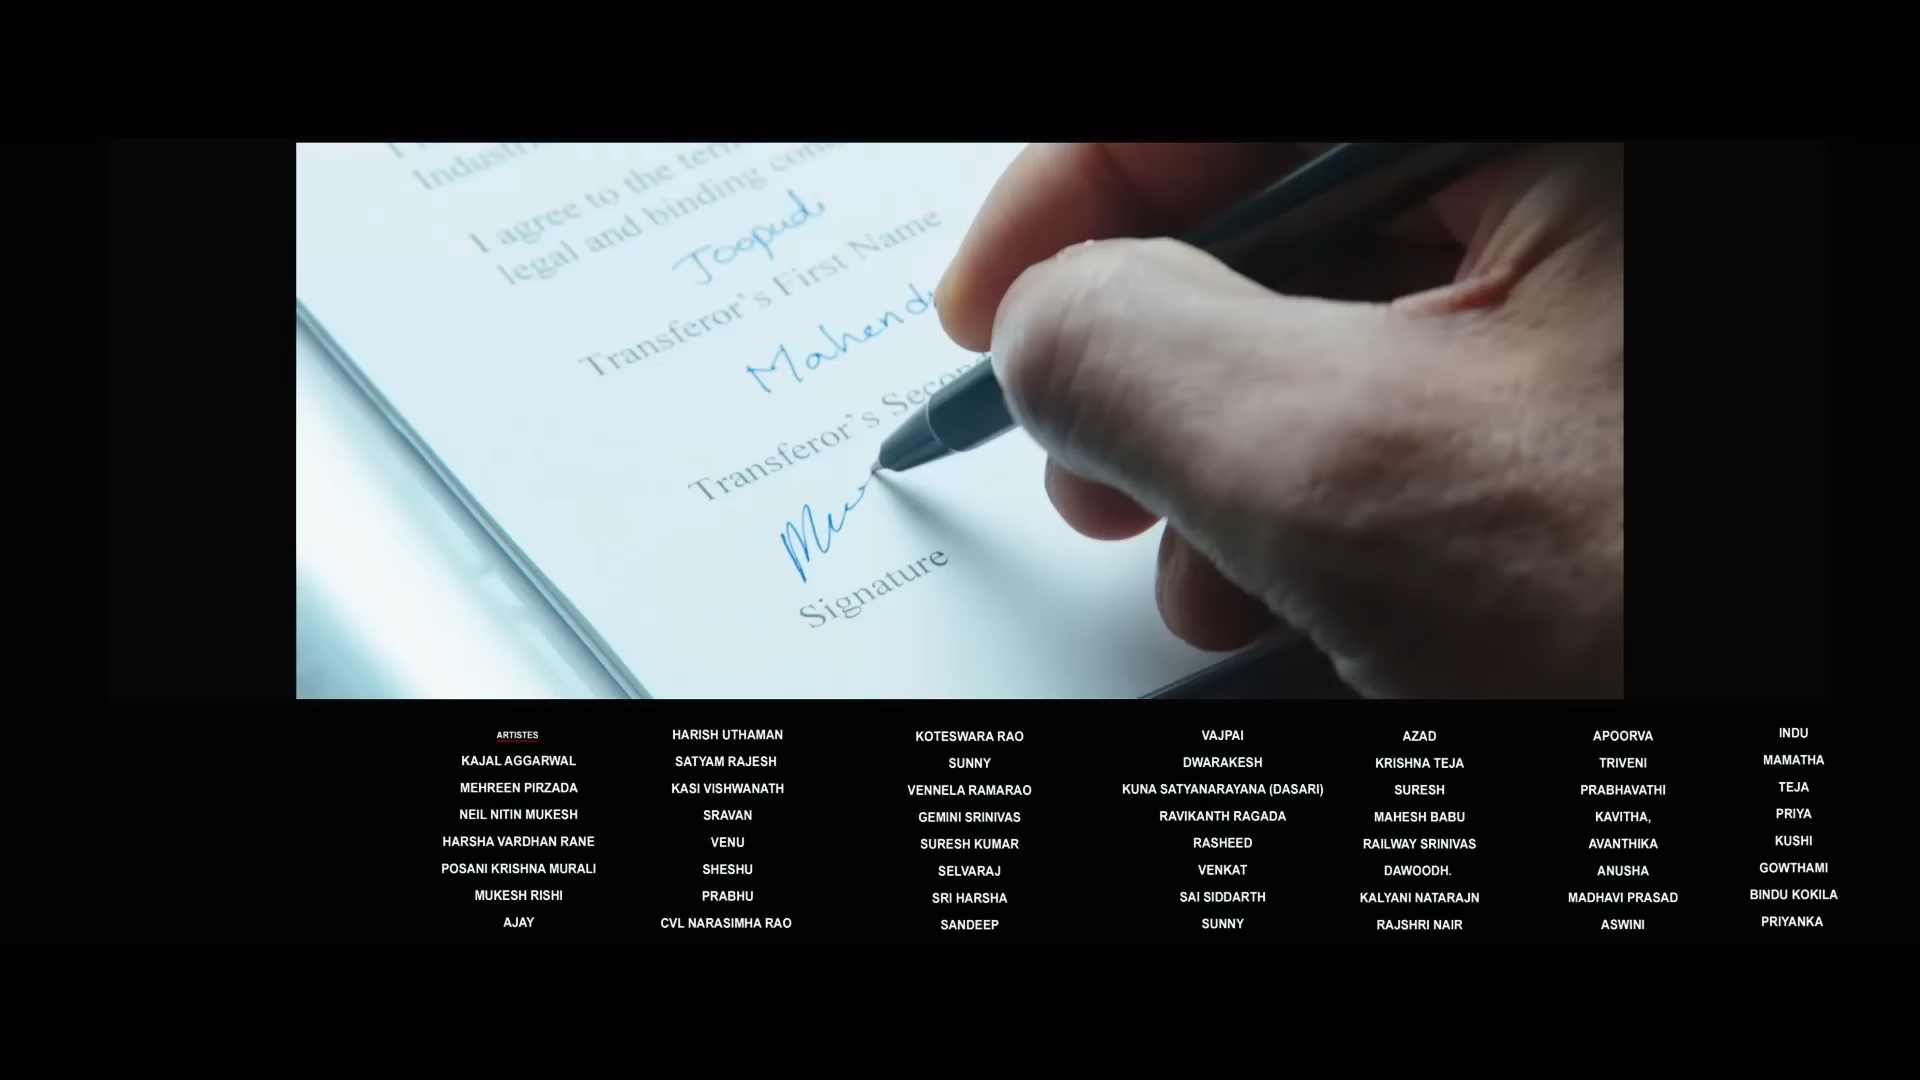 Industri
I agree to the term
legal and binding con
Joopudi
Transferor's First Name
Mahend
Transferor's Second
Signature
ARTISTES
KAJAL AGGARWAL
MEHREEN PIRZADA
NEIL NITIN MUKESH
HARSHA VARDHAN RANE
POSANI KRISHNA MURALI
MUKESH RISHI
AJAY
HARISH UTHAMAN
SATYAM RAJESH
KASI VISHWANATH
SRAVAN
VENU
SHESHU
PRABHU
CVL NARASIMHA RAO
KOTESWARA RAO
SUNNY
VENNELA RAMARAO
GEMINI SRINIVAS
SURESH KUMAR
SELVARAJ
SRI HARSHA
SANDEEP
VAJPAI
DWARAKESH
KUNA SATYANARAYANA (DASARI)
RAVIKANTH RAGADA
RASHEED
VENKAT
SAI SIDDARTH
SUNNY
AZAD
KRISHNA TEJA
SURESH
MAHESH BABU
RAILWAY SRINIVAS
DAWOODH.
KALYANI NATARAJN
RAJSHRI NAIR
APOORVA
TRIVENI
PRABHAVATHI
KAVITHA,
AVANTHIKA
ANUSHA
MADHAVI PRASAD
ASWINI
INDU
MAMATHA
TEJA
PRIYA
KUSHI
GOWTHAMI
BINDU KOKILA
PRIYANKA